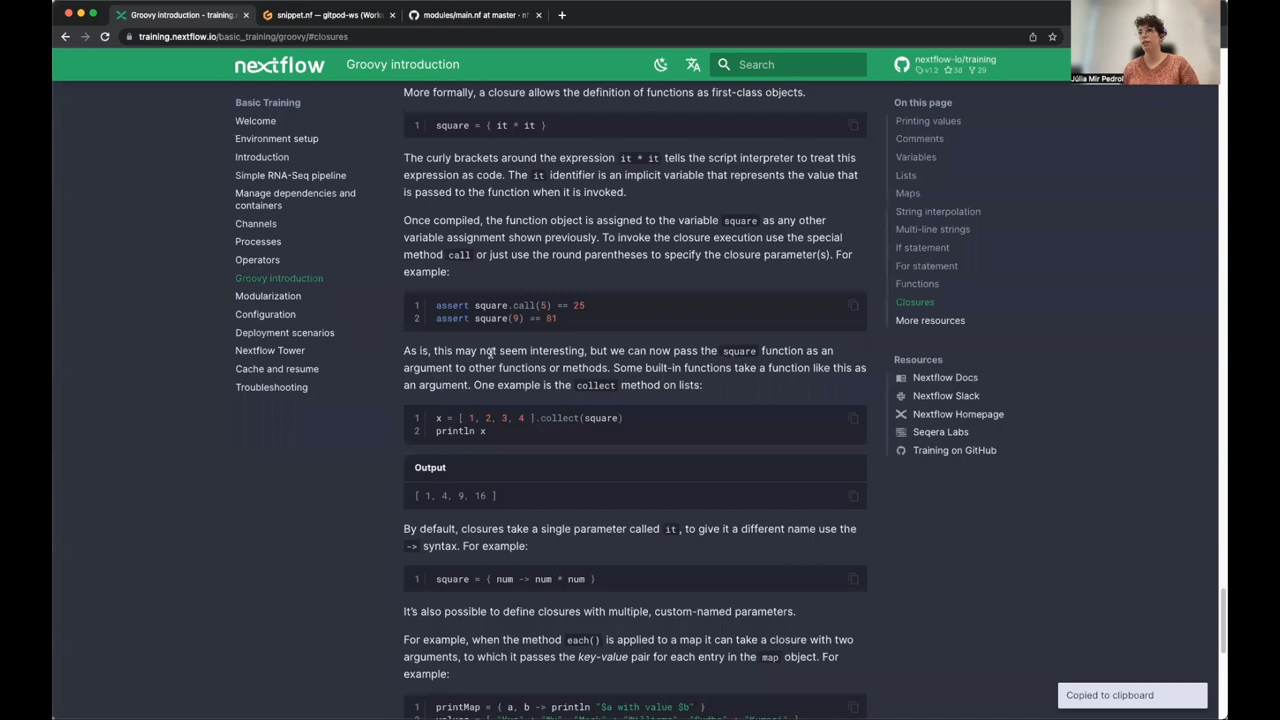 Groovy introduction - training.
snippet.nf — gitpod-ws (Works
modules/main.nf at master · nf
training.nextflow.io/basic_training/groovy/#closures
nextflow
Groovy introduction
Search
nextflow-io/training
v1.2 38 29
Júlia Mir Pedrol
Basic Training
Welcome
Environment setup
Introduction
Simple RNA-Seq pipeline
Manage dependencies and
containers
Channels
Processes
Operators
Groovy introduction
Modularization
Configuration
Deployment scenarios
Nextflow Tower
Cache and resume
Troubleshooting
More formally, a closure allows the definition of functions as first-class objects.
1 square = { it * it }
The curly brackets around the expression it * it tells the script interpreter to treat this
expression as code. The it identifier is an implicit variable that represents the value that
is passed to the function when it is invoked.
Once compiled, the function object is assigned to the variable square as any other
variable assignment shown previously. To invoke the closure execution use the special
method call or just use the round parentheses to specify the closure parameter(s). For
example:
1 assert square.call(5) == 25
2 assert square(9) == 81
As is, this may not seem interesting, but we can now pass the square function as an
argument to other functions or methods. Some built-in functions take a function like this as
an argument. One example is the collect method on lists:
1 x = [ 1, 2, 3, 4 ].collect(square)
2 println x
Output
[ 1, 4, 9, 16 ]
By default, closures take a single parameter called it, to give it a different name use the
-> syntax. For example:
1 square = { num -> num * num }
It's also possible to define closures with multiple, custom-named parameters.
For example, when the method each() is applied to a map it can take a closure with two
arguments, to which it passes the key-value pair for each entry in the map object. For
example:
1 printMap = { a, b -> println "$a with value $b" }
On this page
Printing values
Comments
Variables
Lists
Maps
String interpolation
Multi-line strings
If statement
For statement
Functions
Closures
More resources
Resources
Nextflow Docs
Nextflow Slack
Nextflow Homepage
Seqera Labs
Training on GitHub
Copied to clipboard